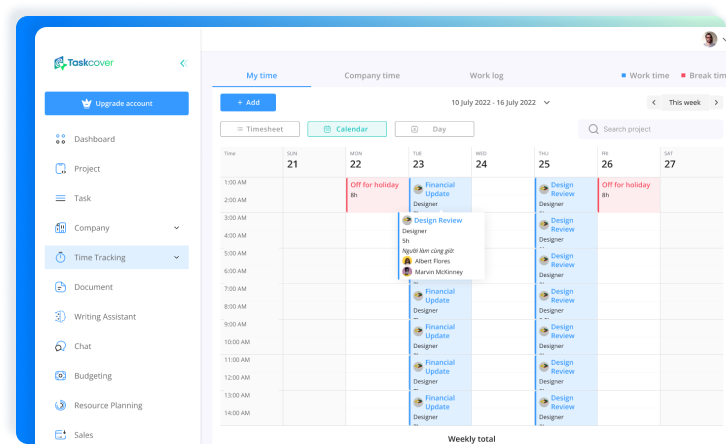 Taskcover
My time
Company time
Work log
Work time
Break tim
Upgrade account
+ Add
10 July 2022 - 16 July 2022
This week
Timesheet
Calendar
Day
Search project
Dashboard
Project
Task
Company
Time Tracking
Document
Writing Assistant
Chat
Budgeting
Resource Planning
Sales
Time
SUN
21
MON
22
TUE
23
WED
24
THU
25
FRI
26
SAT
27
1:00 AM
2:00 AM
3:00 AM
4:00 AM
5:00 AM
6:00 AM
7:00 AM
8:00 AM
9:00 AM
10:00 AM
11:00 AM
12:00 AM
13:00 AM
14:00 AM
Off for holiday
8h
Financial
Update
Designer
Design Review
Designer
5h
Người làm cùng giờ:
Albert Flores
Marvin McKinney
Financial
Update
Designer
Financial
Update
Designer
Financial
Update
Designer
Financial
Update
Designer
Design
Review
Designer
Design
Review
Designer
Design
Review
Designer
Design
Review
Designer
Design
Review
Designer
Design
Review
Designer
Design
Review
Designer
Off for holiday
8h
Weekly total